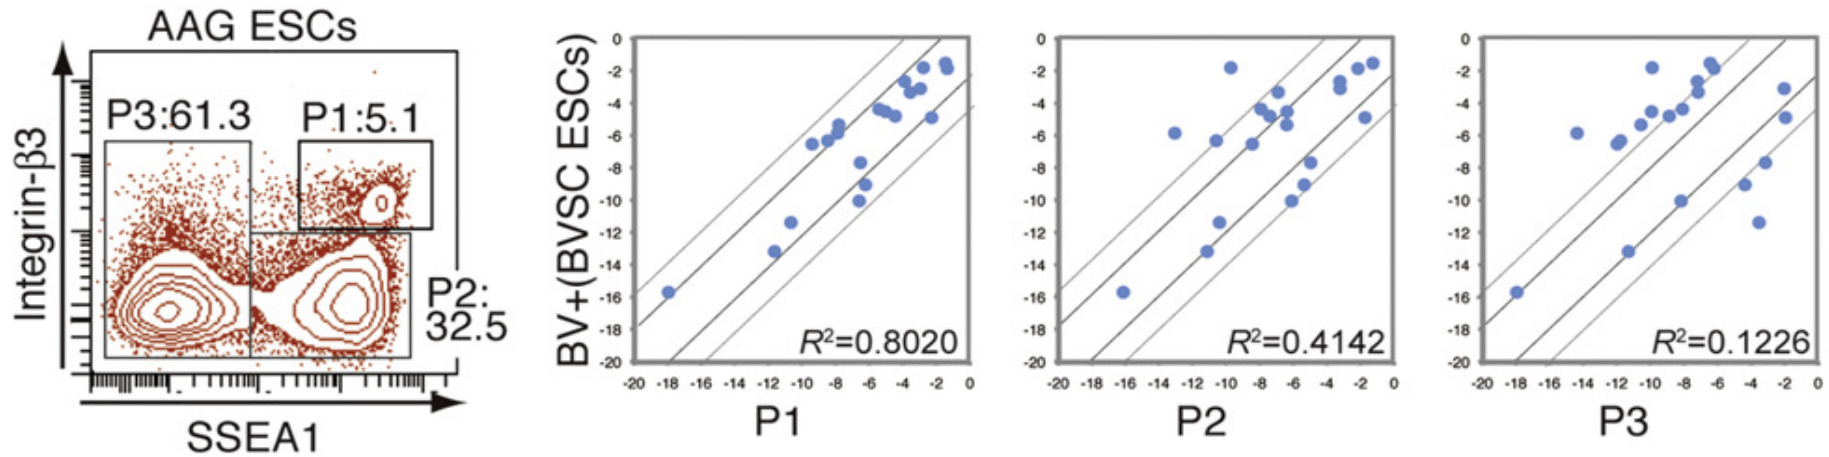 AAG ESCs
Integrin-β3
P3:61.3
P1:5.1
P2:
32.5
SSEA1
BV+(BVSC ESCs)
0
-2
-4
-6
-8
-10
-12
-14
-16
-18
-20
R²=0.8020
-20 -18 -16 -14 -12 -10 -8 -6 -4 -2 0
P1
0
-2
-4
-6
-8
-10
-12
-14
-16
-18
-20
R²=0.4142
-20 -18 -16 -14 -12 -10 -8 -6 -4 -2 0
P2
0
-2
-4
-6
-8
-10
-12
-14
-16
-18
-20
R²=0.1226
-20 -18 -16 -14 -12 -10 -8 -6 -4 -2 0
P3